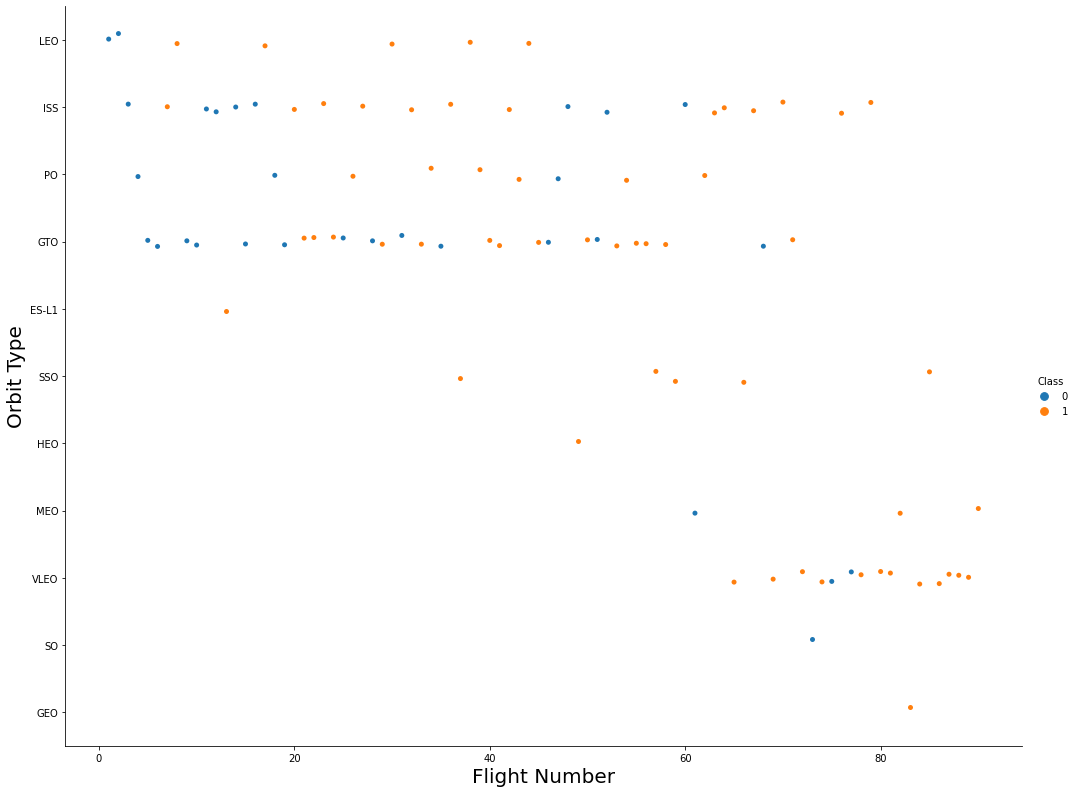 Orbit Type
LEO
ISS
PO
GTO
ES-L1
SSO
HEO
MEO
VLEO
SO
GEO
0 20 40 60 80
Flight Number
Class
0
1